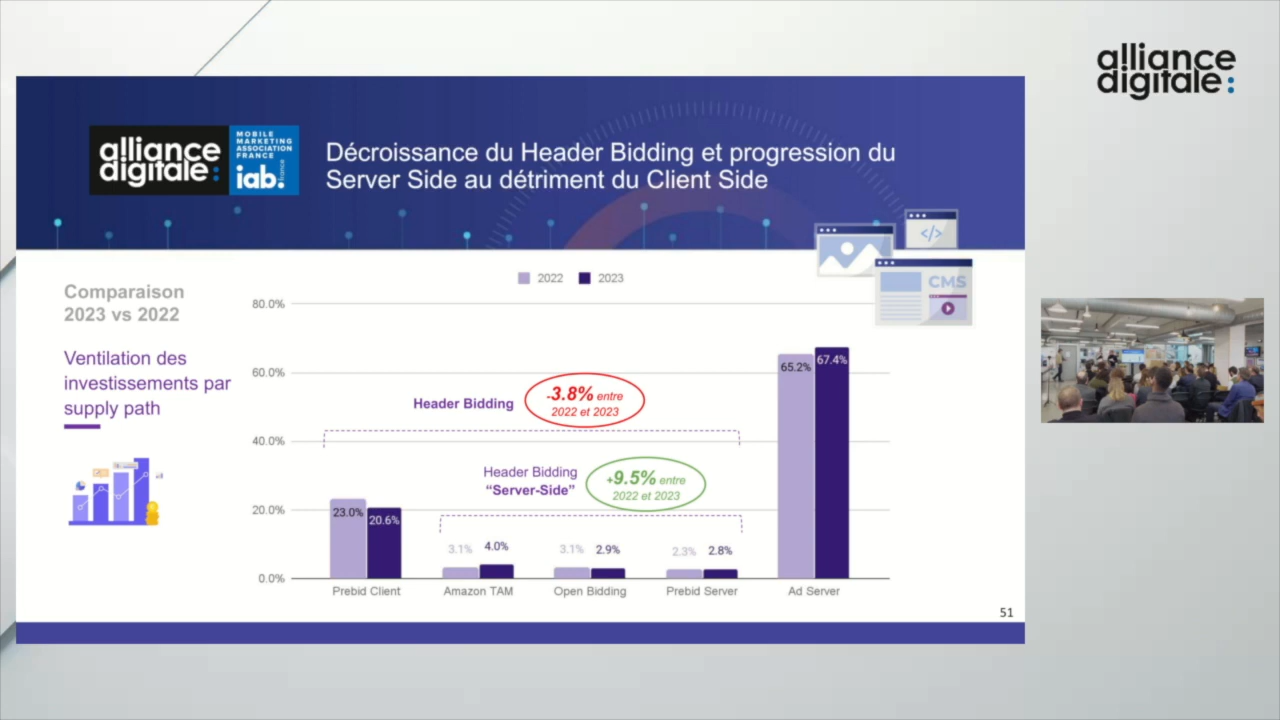 alliance
digitale:
alliance
digitale:
MOBILE
MARKETING
ASSOCIATION
FRANCE
iab.
france
Décroissance du Header Bidding et progression du
Server Side au détriment du Client Side
</>
CMS
Comparaison
2023 vs 2022
Ventilation des
investissements par
supply path
2022 2023
80.0%
60.0%
40.0%
20.0%
0.0%
Header Bidding
-3.8% entre
2022 et 2023
Header Bidding
“Server-Side”
+9.5% entre
2022 et 2023
23.0% 20.6%
3.1% 4.0%
3.1% 2.9%
2.3% 2.8%
65.2% 67.4%
Prebid Client Amazon TAM Open Bidding Prebid Server Ad Server
51